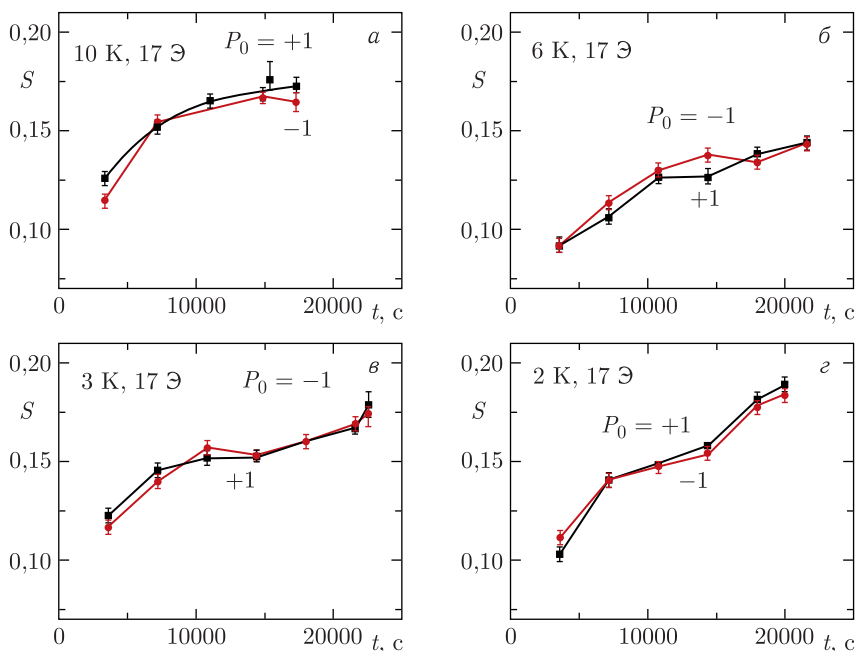 0,20
10 K, 17 Э
P₀ = +1
а
S
0,15
−1
0,10
0
10000
20000
t, с
0,20
6 K, 17 Э
б
S
P₀ = −1
0,15
+1
0,10
0
10000
20000
t, с
0,20
3 K, 17 Э
P₀ = −1
в
S
0,15
+1
0,10
0
10000
20000
t, с
0,20
2 K, 17 Э
г
S
P₀ = +1
0,15
−1
0,10
0
10000
20000
t, с